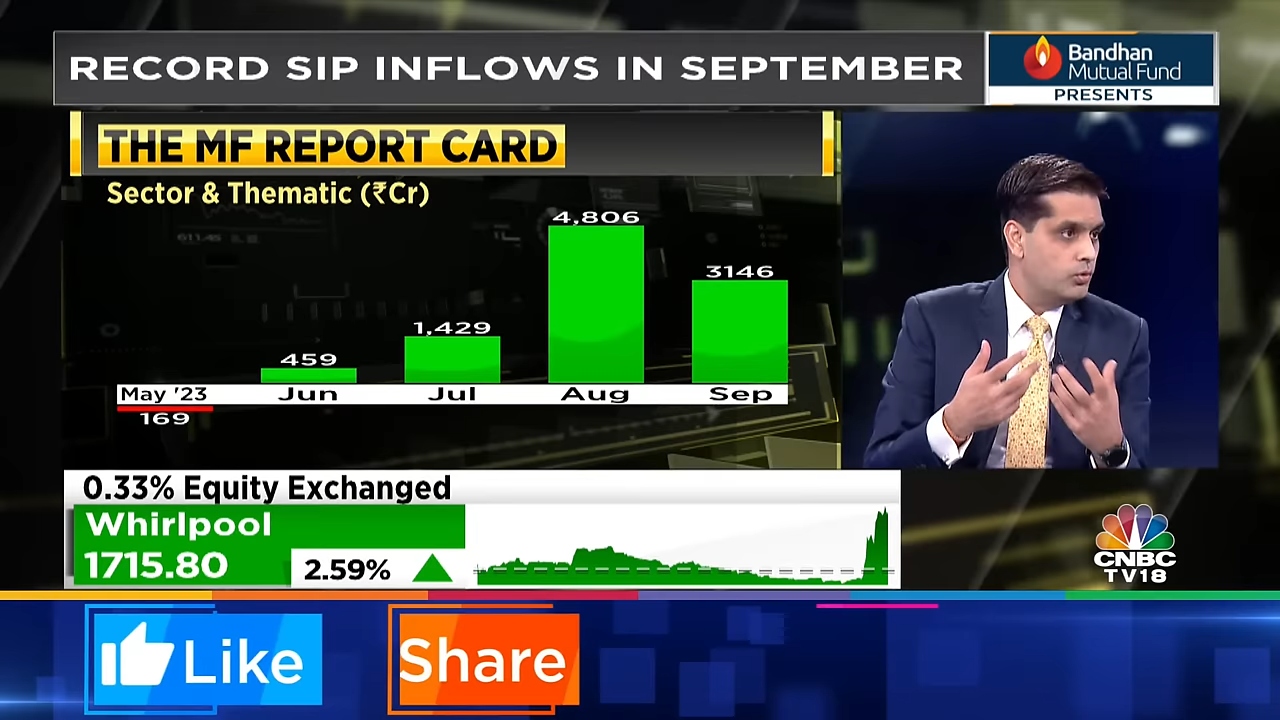 RECORD SIP INFLOWS IN SEPTEMBER
Bandhan
Mutual Fund
PRESENTS
THE MF REPORT CARD
Sector & Thematic (₹Cr)
4,806
3146
1,429
459
May '23
Jun
Jul
Aug
Sep
169
0.33% Equity Exchanged
Whirlpool
1715.80
2.59%
CNBC
TV18
Like
Share